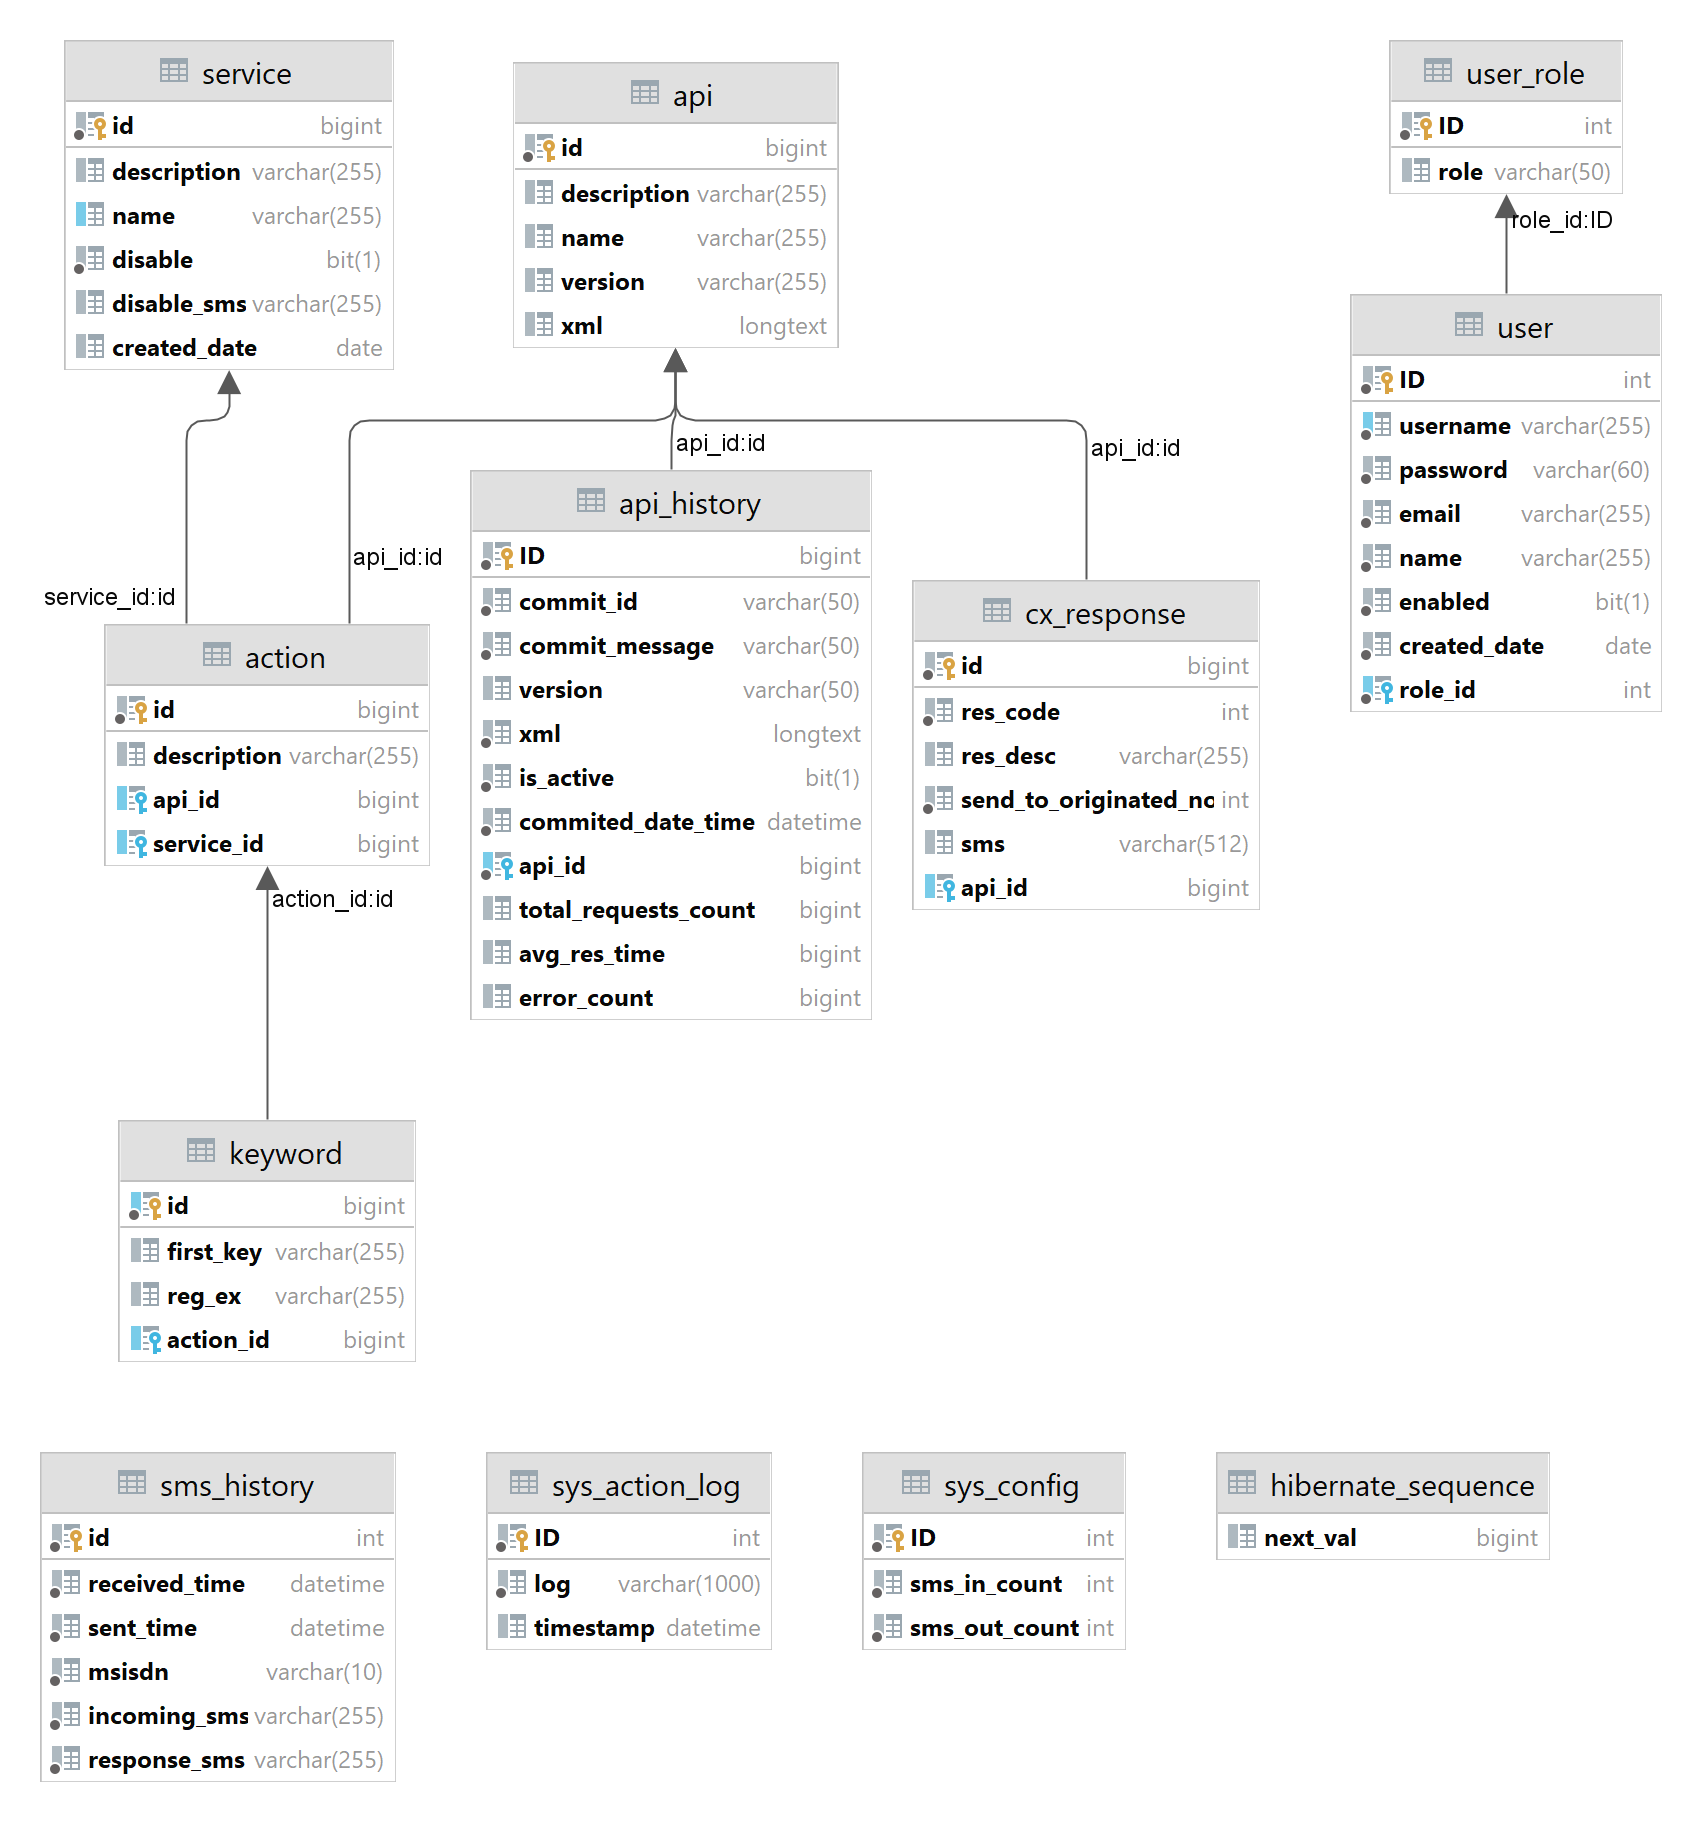 service
id bigint
description varchar(255)
name varchar(255)
disable bit(1)
disable_sms varchar(255)
created_date date
api
id bigint
description varchar(255)
name varchar(255)
version varchar(255)
xml longtext
user_role
ID int
role varchar(50)
role_id:ID
user
ID int
username varchar(255)
password varchar(60)
email varchar(255)
name varchar(255)
enabled bit(1)
created_date date
role_id int
api_id:id
api_id:id
api_id:id
service_id:id
api_history
ID bigint
commit_id varchar(50)
commit_message varchar(50)
version varchar(50)
xml longtext
is_active bit(1)
commited_date_time datetime
api_id bigint
total_requests_count bigint
avg_res_time bigint
error_count bigint
cx_response
id bigint
res_code int
res_desc varchar(255)
send_to_originated_no int
sms varchar(512)
api_id bigint
action
id bigint
description varchar(255)
api_id bigint
service_id bigint
action_id:id
keyword
id bigint
first_key varchar(255)
reg_ex varchar(255)
action_id bigint
sms_history
id int
received_time datetime
sent_time datetime
msisdn varchar(10)
incoming_sms varchar(255)
response_sms varchar(255)
sys_action_log
ID int
log varchar(1000)
timestamp datetime
sys_config
ID int
sms_in_count int
sms_out_count int
hibernate_sequence
next_val bigint